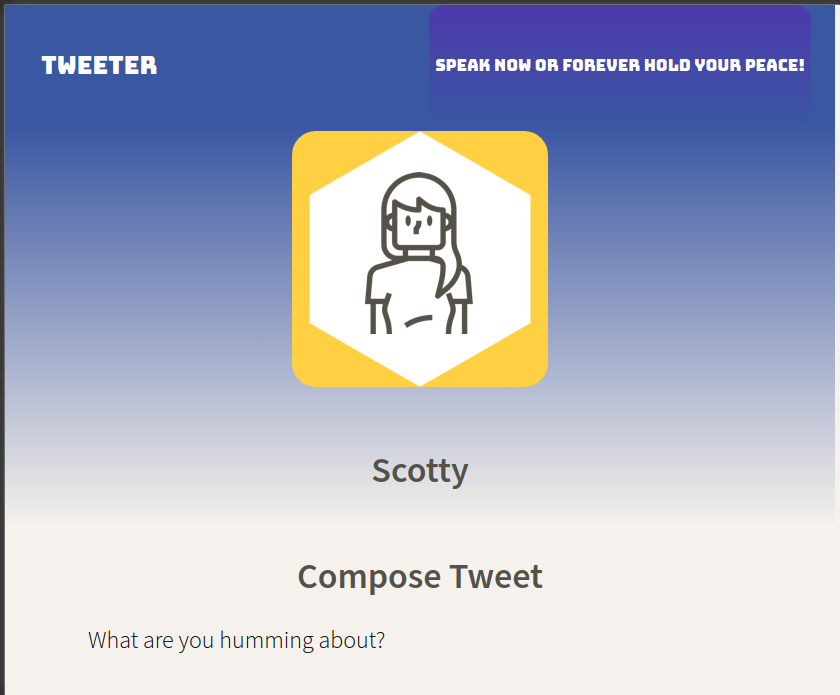 TWEETER
SPEAK NOW OR FOREVER HOLD YOUR PEACE!
Scotty
Compose Tweet
What are you humming about?